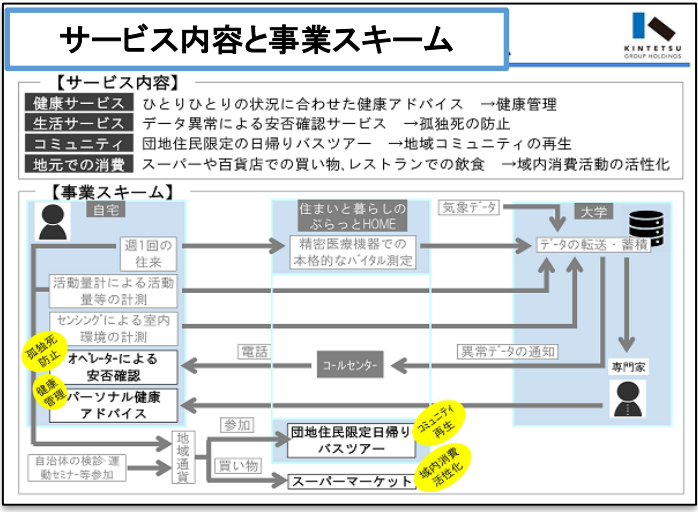 サービス内容と事業スキーム
KINTETSU
GROUP HOLDINGS
【サービス内容】
健康サービス ひとりひとりの状況に合わせた健康アドバイス →健康管理
生活サービス データ異常による安否確認サービス →孤独死の防止
コミュニティ 団地住民限定の日帰りバスツアー →地域コミュニティの再生
地元での消費 スーパーや百貨店での買い物､レストランでの飲食 →域内消費活動の活性化
【事業スキーム】
自宅
住まいと暮らしの
ぷらっとHOME
気象ﾃﾞｰﾀ
大学
週1回の
往来
精密医療機器での
本格的なﾊﾞｲﾀﾙ測定
ﾃﾞｰﾀの転送・蓄積
活動量計による活動
量等の計測
ｾﾝｼﾝｸﾞによる室内
環境の計測
孤独死
防止
ｵﾍﾟﾚｰﾀｰによる
安否確認
電話
ｺｰﾙｾﾝﾀｰ
異常ﾃﾞｰﾀの通知
専門家
健康
管理
パーソナル健康
アドバイス
地域通貨
参加
団地住民限定日帰り
バスツアー
ｺﾐｭﾆﾃｨ
再生
自治体の検診･運
動ｾﾐﾅｰ等参加
買い物
スーパーマーケット
域内消費
活性化